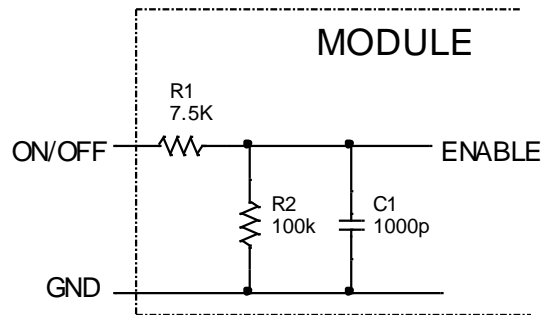 MODULE
R1
7.5K
ON/OFF
ENABLE
R2
100k
C1
1000p
GND